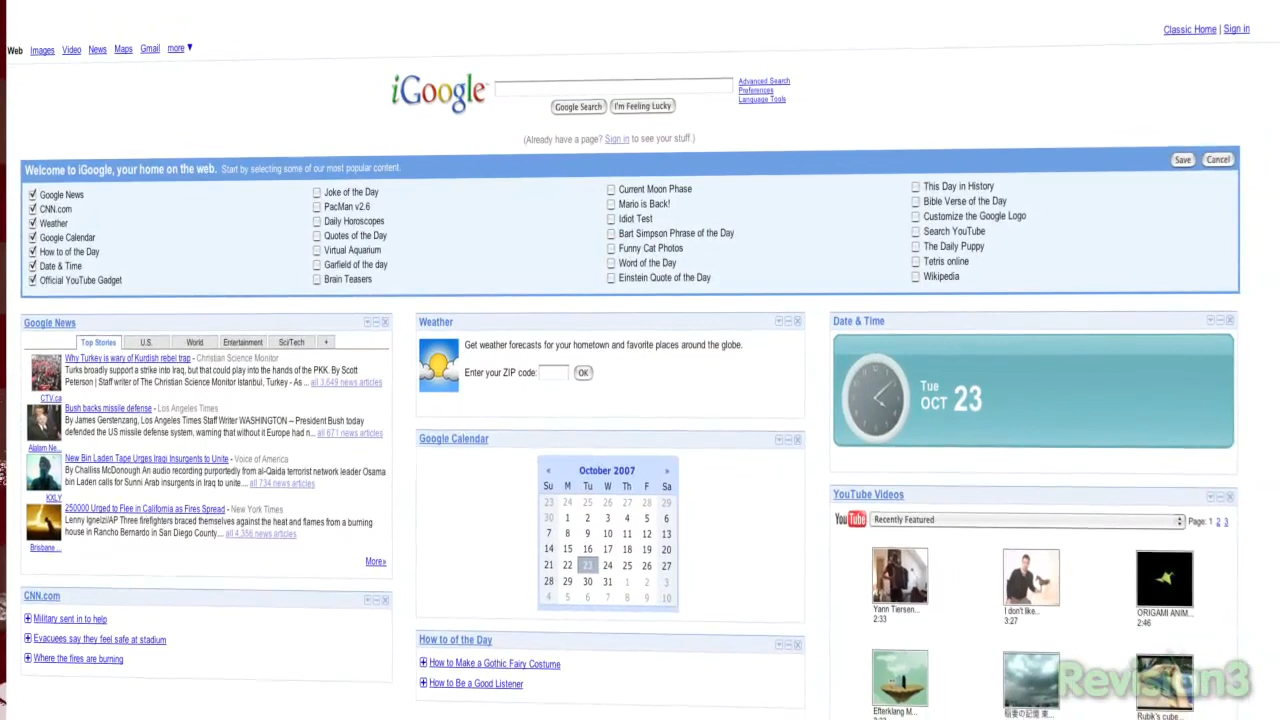 Classic Home | Sign in
Web Images Video News Maps Gmail more ▼
iGoogle
Advanced Search
Preferences
Language Tools
Google Search I'm Feeling Lucky
(Already have a page? Sign in to see your stuff.)
Welcome to iGoogle, your home on the web. Start by selecting some of our most popular content.
Save Cancel
Google News
CNN.com
Weather
Google Calendar
How to of the Day
Date & Time
Official YouTube Gadget
Joke of the Day
PacMan v2.6
Daily Horoscopes
Quotes of the Day
Virtual Aquarium
Garfield of the day
Brain Teasers
Current Moon Phase
Mario is Back!
Idiot Test
Bart Simpson Phrase of the Day
Funny Cat Photos
Word of the Day
Einstein Quote of the Day
This Day in History
Bible Verse of the Day
Customize the Google Logo
Search YouTube
The Daily Puppy
Tetris online
Wikipedia
Google News
Top Stories U.S. World Entertainment Sci/Tech +
Why Turkey is wary of Kurdish rebel trap - Christian Science Monitor
Turks broadly support a strike into Iraq, but that could play into the hands of the PKK. By Scott
Peterson | Staff writer of The Christian Science Monitor Istanbul, Turkey - As ... all 3,649 news articles
CTV.ca
Bush backs missile defense - Los Angeles Times
By James Gerstenzang, Los Angeles Times Staff Writer WASHINGTON -- President Bush today
defended the US missile defense system, warning that without it Europe had n... all 671 news articles
Alalam Ne...
New Bin Laden Tape Urges Iraqi Insurgents to Unite - Voice of America
By Challiss McDonough An audio recording purportedly from al-Qaida terrorist network leader Osama
bin Laden calls for Sunni Arab insurgents in Iraq to unite.... all 734 news articles
KXLY
250000 Urged to Flee in California as Fires Spread - New York Times
Lenny Ignelzi/AP Three firefighters braced themselves against the heat and flames from a burning
house in Rancho Bernardo in San Diego County... all 4,356 news articles
Brisbane ...
More»
CNN.com
Military sent in to help
Evacuees say they feel safe at stadium
Where the fires are burning
Weather
Get weather forecasts for your hometown and favorite places around the globe.
Enter your ZIP code: OK
Google Calendar
« October 2007 »
Su M Tu W Th F Sa
23 24 25 26 27 28 29
30 1 2 3 4 5 6
7 8 9 10 11 12 13
14 15 16 17 18 19 20
21 22 23 24 25 26 27
28 29 30 31 1 2 3
4 5 6 7 8 9 10
How to of the Day
How to Make a Gothic Fairy Costume
How to Be a Good Listener
Date & Time
Tue
OCT 23
YouTube Videos
YouTube Recently Featured Page: 1 2 3
Yann Tiersen...
2:33
I don't like...
3:27
ORIGAMI ANIM...
2:46
Efterklang M...
Rubik's cube...
Revision3